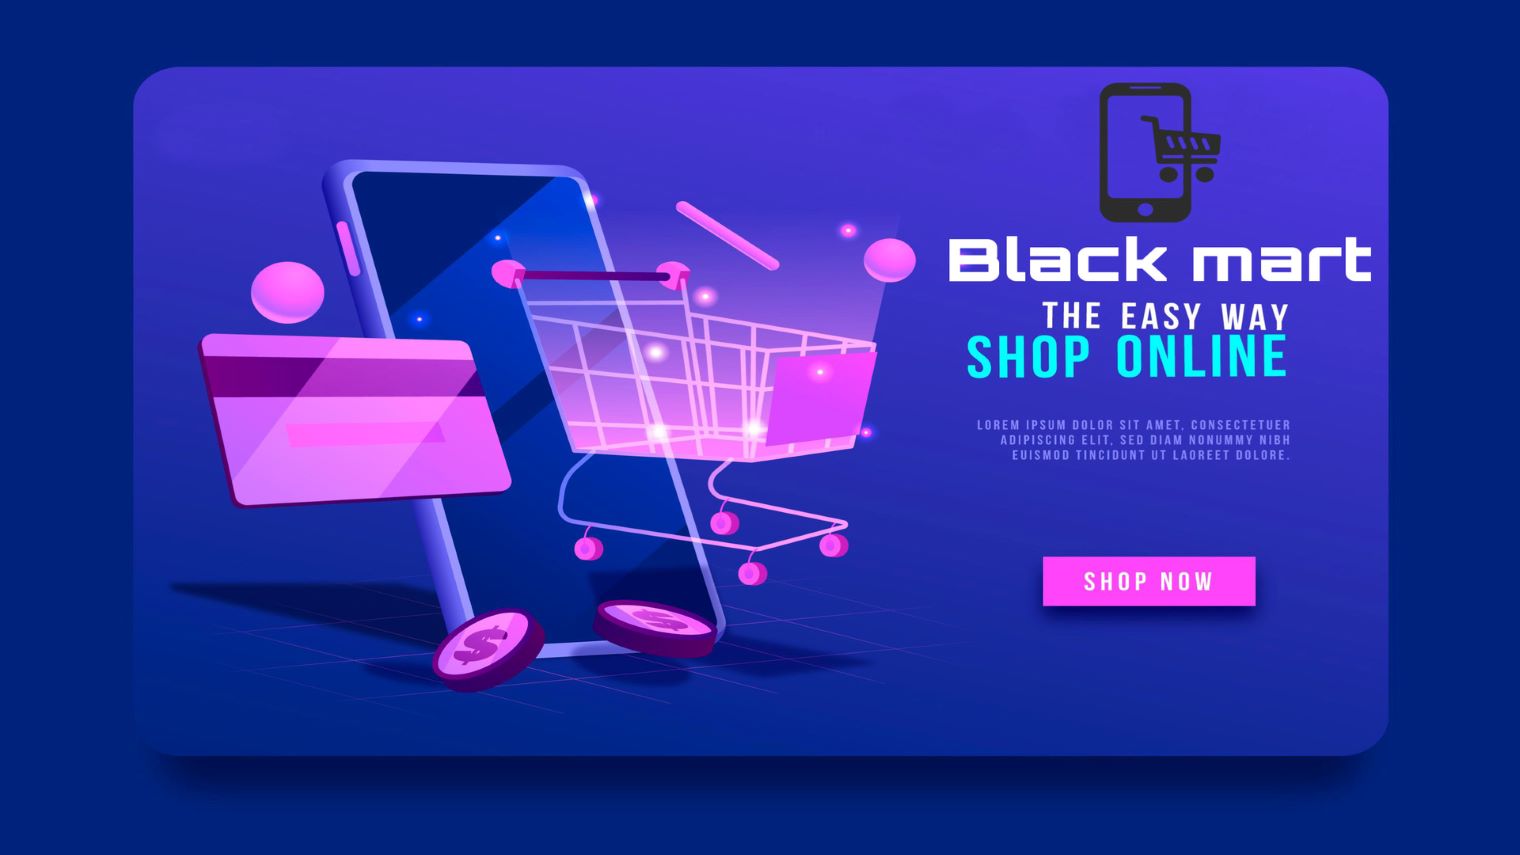 Black mart
THE EASY WAY
SHOP ONLINE
LOREM IPSUM DOLOR SIT AMET, CONSECTETUER
ADIPISCING ELIT, SED DIAM NONUMMY NIBH
EUISMOD TINCIDUNT UT LAOREET DOLORE.
SHOP NOW
$
$